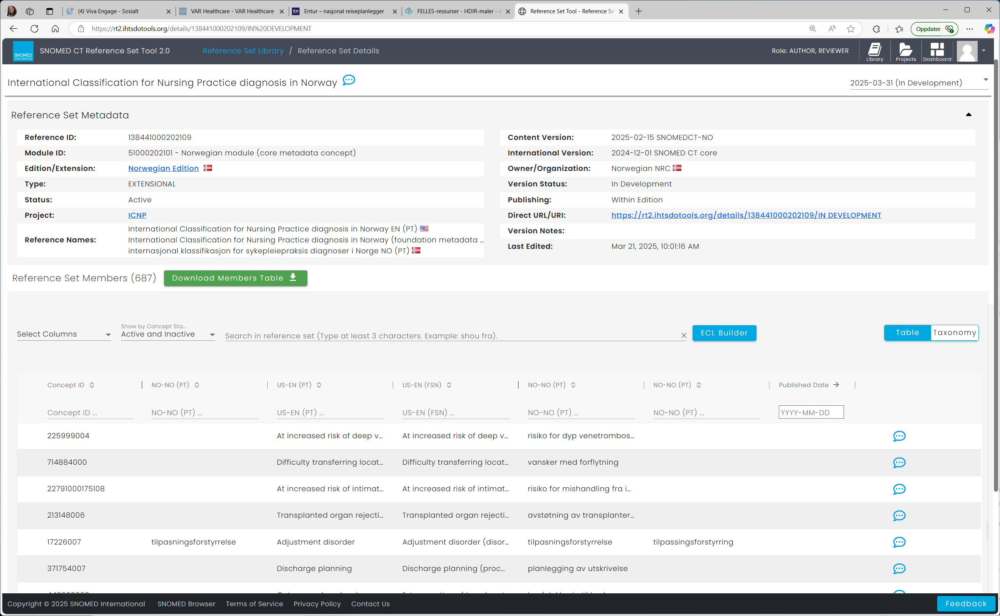 (4) Viva Engage - Sosialt
VAR Healthcare - VAR Healthcare
EN Entur – nasjonal reiseplanlegger
FELLES-ressurser - HDIR-maler - A
Reference Set Tool - Reference Se
https://rt2.ihtsdotools.org/details/138441000202109/IN%20DEVELOPMENT
Oppdater
SNOMED International
SNOMED CT Reference Set Tool 2.0
Reference Set Library / Reference Set Details
Role: AUTHOR, REVIEWER
Library
Projects
Dashboard
International Classification for Nursing Practice diagnosis in Norway
2025-03-31 (In Development)
Reference Set Metadata
Reference ID: 138441000202109
Module ID: 51000202101 - Norwegian module (core metadata concept)
Edition/Extension: Norwegian Edition
Type: EXTENSIONAL
Status: Active
Project: ICNP
Reference Names:
International Classification for Nursing Practice diagnosis in Norway EN (PT)
International Classification for Nursing Practice diagnosis in Norway (foundation metadata ...
internasjonal klassifikasjon for sykepleiepraksis diagnoser i Norge NO (PT)
Content Version: 2025-02-15 SNOMEDCT-NO
International Version: 2024-12-01 SNOMED CT core
Owner/Organization: Norwegian NRC
Version Status: In Development
Publishing: Within Edition
Direct URL/URI: https://rt2.ihtsdotools.org/details/138441000202109/IN DEVELOPMENT
Version Notes:
Last Edited: Mar 21, 2025, 10:01:16 AM
Reference Set Members (687)
Download Members Table
Select Columns
Show by Concept Sta...
Active and Inactive
Search in reference set (Type at least 3 characters. Example: shou fra).
ECL Builder
Table
Taxonomy
Concept ID NO-NO (PT) US-EN (PT) US-EN (FSN) NO-NO (PT) NO-NO (PT) Published Date
Concept ID ... NO-NO (PT) ... US-EN (PT) ... US-EN (FSN) ... NO-NO (PT) ... NO-NO (PT) ... YYYY-MM-DD
225999004 At increased risk of deep v... At increased risk of deep v... risiko for dyp venetrombos...
714884000 Difficulty transferring locat... Difficulty transferring locat... vansker med forflytning
22791000175108 At increased risk of intimat... At increased risk of intimat... risiko for mishandling fra i...
213148006 Transplanted organ rejecti... Transplanted organ rejecti... avstøtning av transplanter...
17226007 tilpasningsforstyrrelse Adjustment disorder Adjustment disorder (disor... tilpasningsforstyrrelse tilpassingsforstyrring
371754007 Discharge planning Discharge planning (proc... planlegging av utskrivelse
Copyright © 2025 SNOMED International SNOMED Browser Terms of Service Privacy Policy Contact Us
Feedback